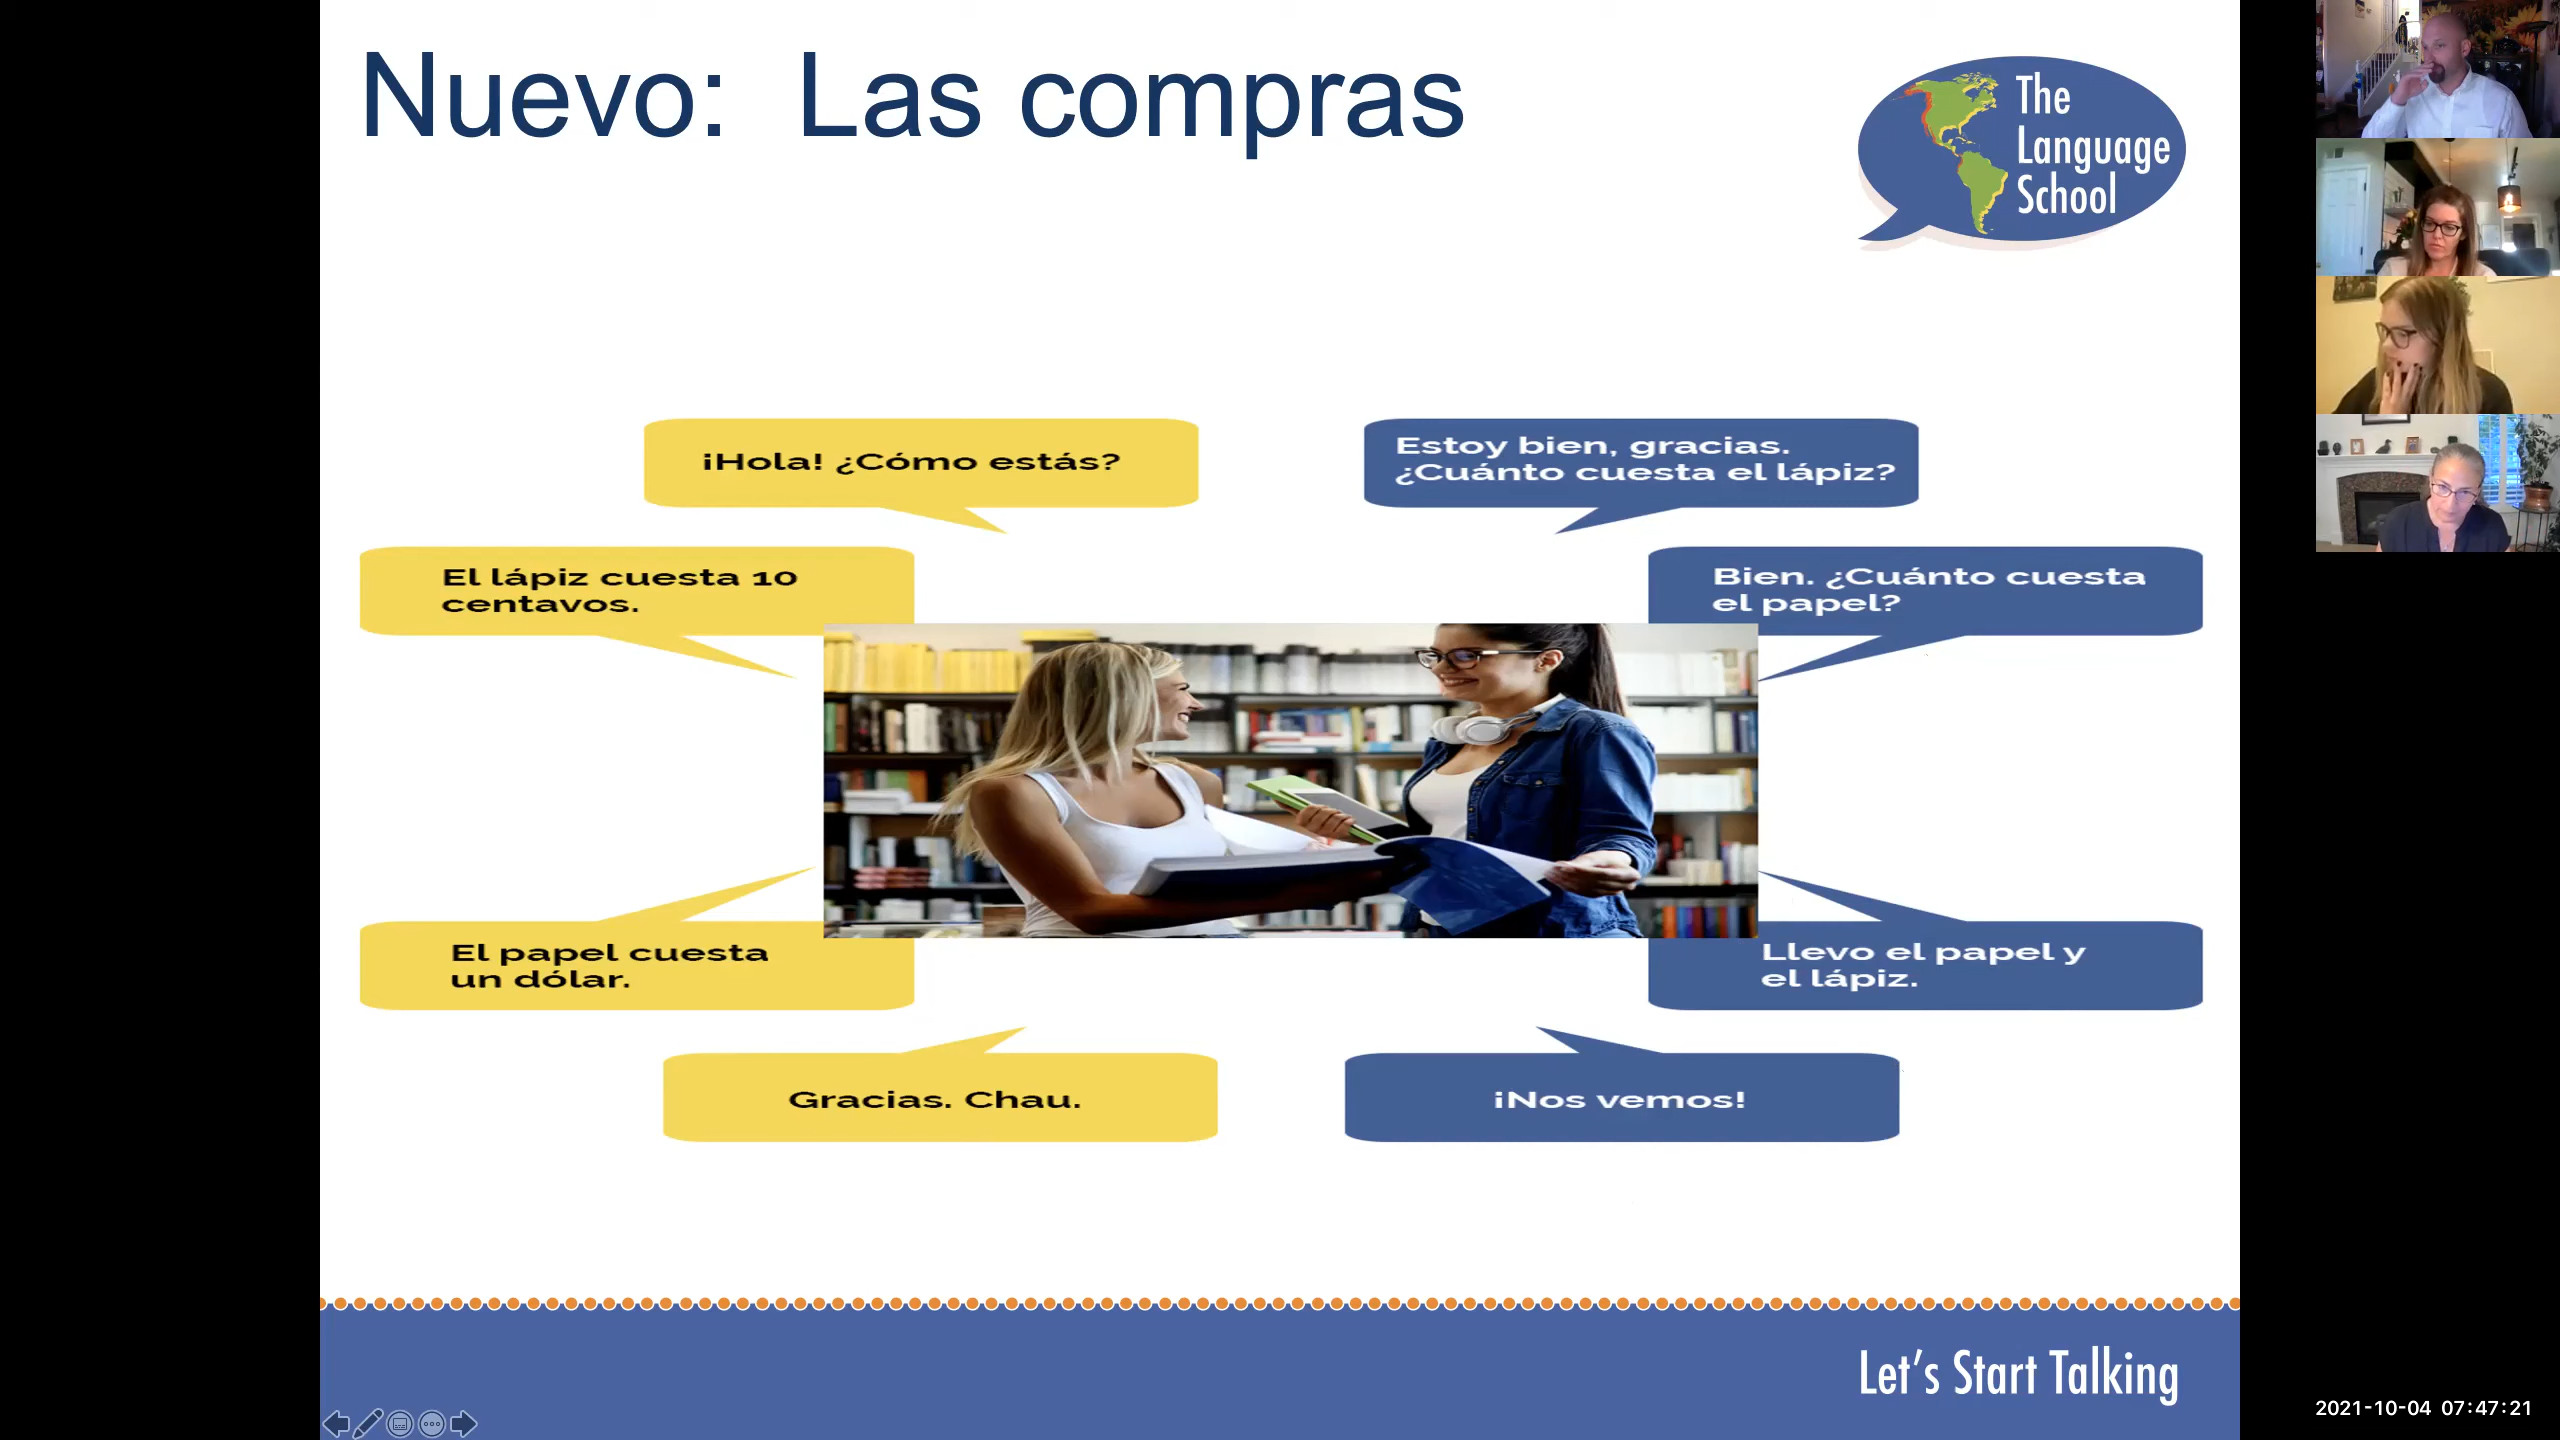 Nuevo: Las compras
The
Language
School
¡Hola! ¿Cómo estás?
Estoy bien, gracias.
¿Cuánto cuesta el lápiz?
El lápiz cuesta 10
centavos.
Bien. ¿Cuánto cuesta
el papel?
El papel cuesta
un dólar.
Llevo el papel y
el lápiz.
Gracias. Chau.
¡Nos vemos!
Let's Start Talking
2021-10-04 07:47:21